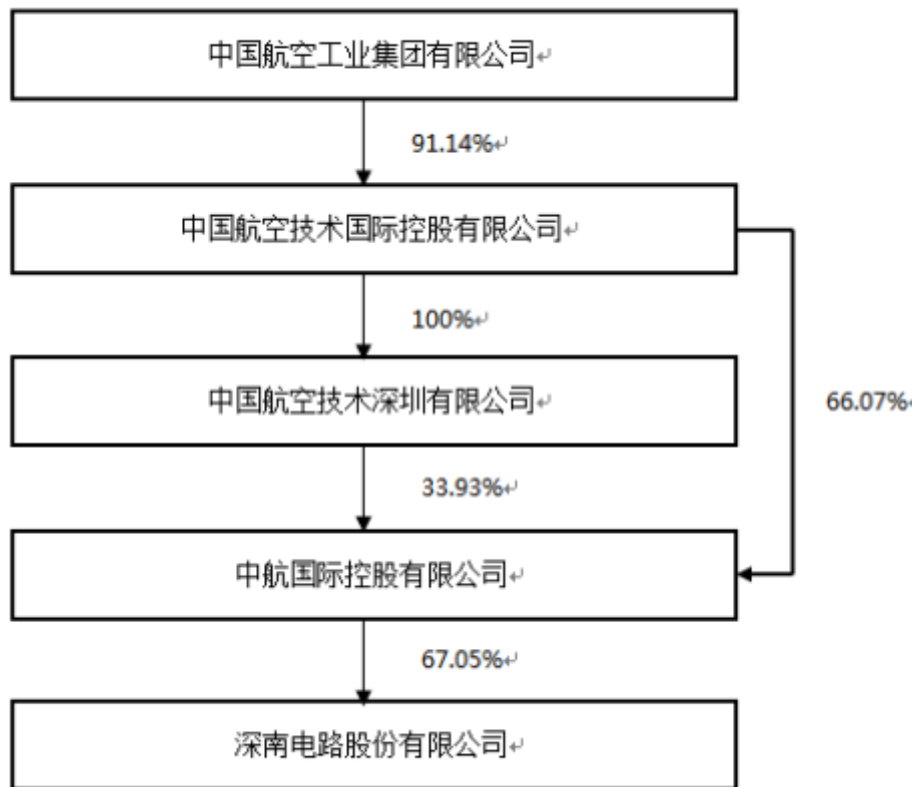 中国航空工业集团有限公司
91.14%
中国航空技术国际控股有限公司
100%
中国航空技术深圳有限公司
66.07%
33.93%
中航国际控股有限公司
67.05%
深南电路股份有限公司